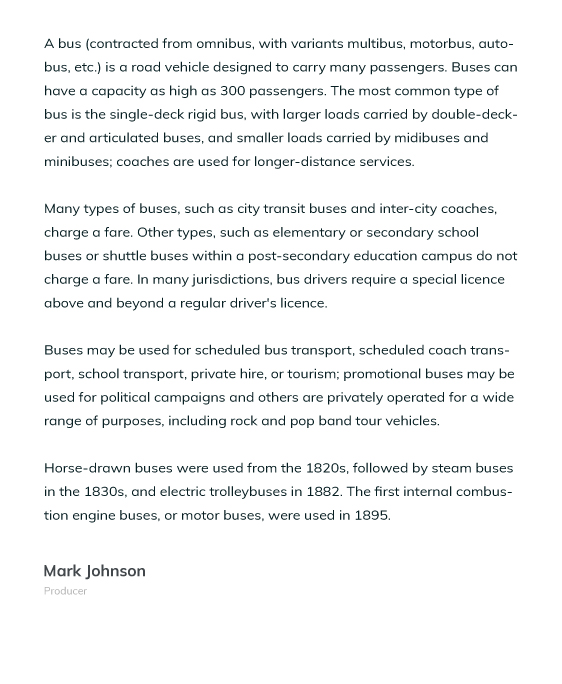 A bus (contracted from omnibus, with variants multibus, motorbus, auto-
bus, etc.) is a road vehicle designed to carry many passengers. Buses can
have a capacity as high as 300 passengers. The most common type of
bus is the single-deck rigid bus, with larger loads carried by double-deck-
er and articulated buses, and smaller loads carried by midibuses and
minibuses; coaches are used for longer-distance services.
Many types of buses, such as city transit buses and inter-city coaches,
charge a fare. Other types, such as elementary or secondary school
buses or shuttle buses within a post-secondary education campus do not
charge a fare. In many jurisdictions, bus drivers require a special licence
above and beyond a regular driver's licence.
Buses may be used for scheduled bus transport, scheduled coach trans-
port, school transport, private hire, or tourism; promotional buses may be
used for political campaigns and others are privately operated for a wide
range of purposes, including rock and pop band tour vehicles.
Horse-drawn buses were used from the 1820s, followed by steam buses
in the 1830s, and electric trolleybuses in 1882. The first internal combus-
tion engine buses, or motor buses, were used in 1895.
Mark Johnson
Producer